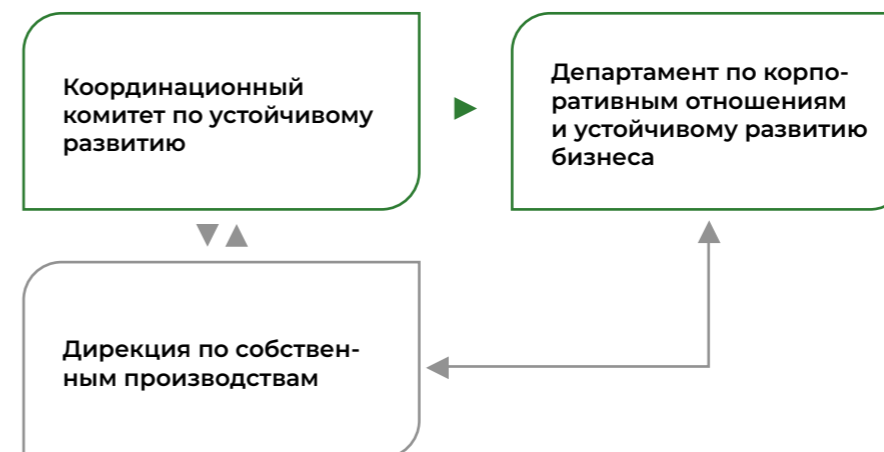 Координационный
комитет по устойчивому
развитию
Департамент по корпо-
ративным отношениям
и устойчивому развитию
бизнеса
Дирекция по собствен-
ным производствам